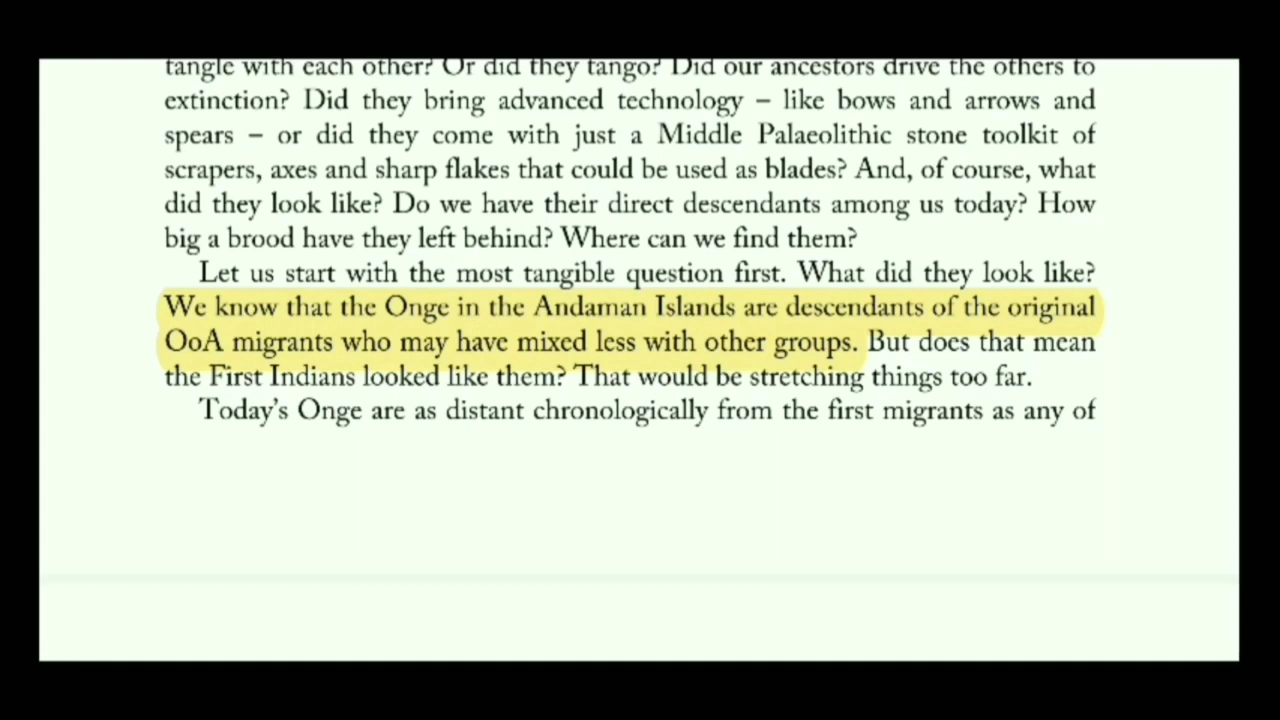 tangle with each other? Or did they tango? Did our ancestors drive the others to
extinction? Did they bring advanced technology – like bows and arrows and
spears – or did they come with just a Middle Palaeolithic stone toolkit of
scrapers, axes and sharp flakes that could be used as blades? And, of course, what
did they look like? Do we have their direct descendants among us today? How
big a brood have they left behind? Where can we find them?
Let us start with the most tangible question first. What did they look like?
We know that the Onge in the Andaman Islands are descendants of the original
OoA migrants who may have mixed less with other groups. But does that mean
the First Indians looked like them? That would be stretching things too far.
Today's Onge are as distant chronologically from the first migrants as any of